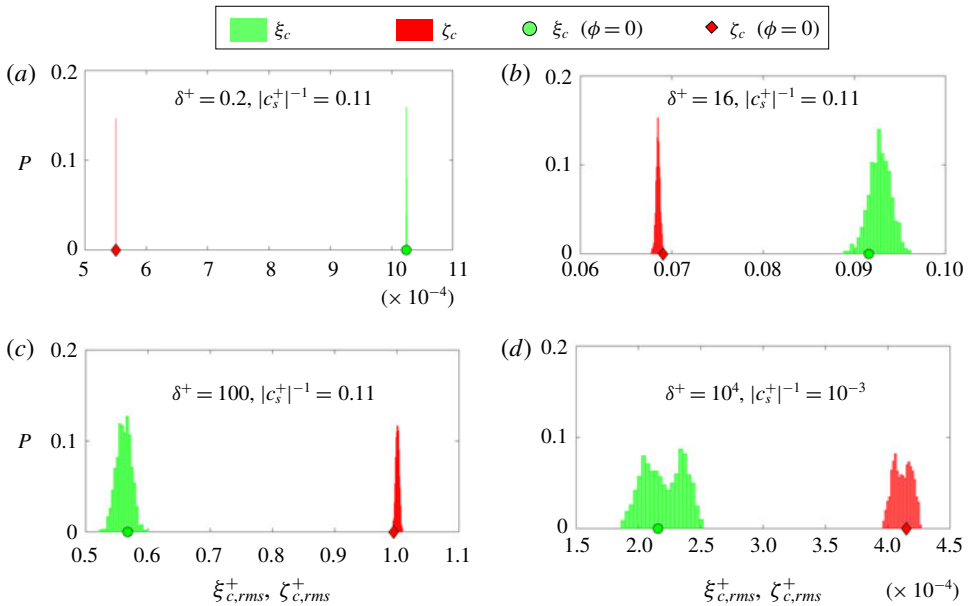 ξc ζc ξc (ϕ = 0) ζc (ϕ = 0)
(a) (b)
0.2 0.2
δ+ = 0.2, |cs+|−1 = 0.11 δ+ = 16, |cs+|−1 = 0.11
P 0.1 0.1
0 0
5 6 7 8 9 10 11 0.06 0.07 0.08 0.09 0.10
(× 10−4)
(c) (d)
0.2 0.2
δ+ = 100, |cs+|−1 = 0.11 δ+ = 104, |cs+|−1 = 10−3
P 0.1 0.1
0 0
0.5 0.6 0.7 0.8 0.9 1.0 1.1 1.5 2.0 2.5 3.0 3.5 4.0 4.5
ξ+c,rms, ζ+c,rms ξ+c,rms, ζ+c,rms (× 10−4)